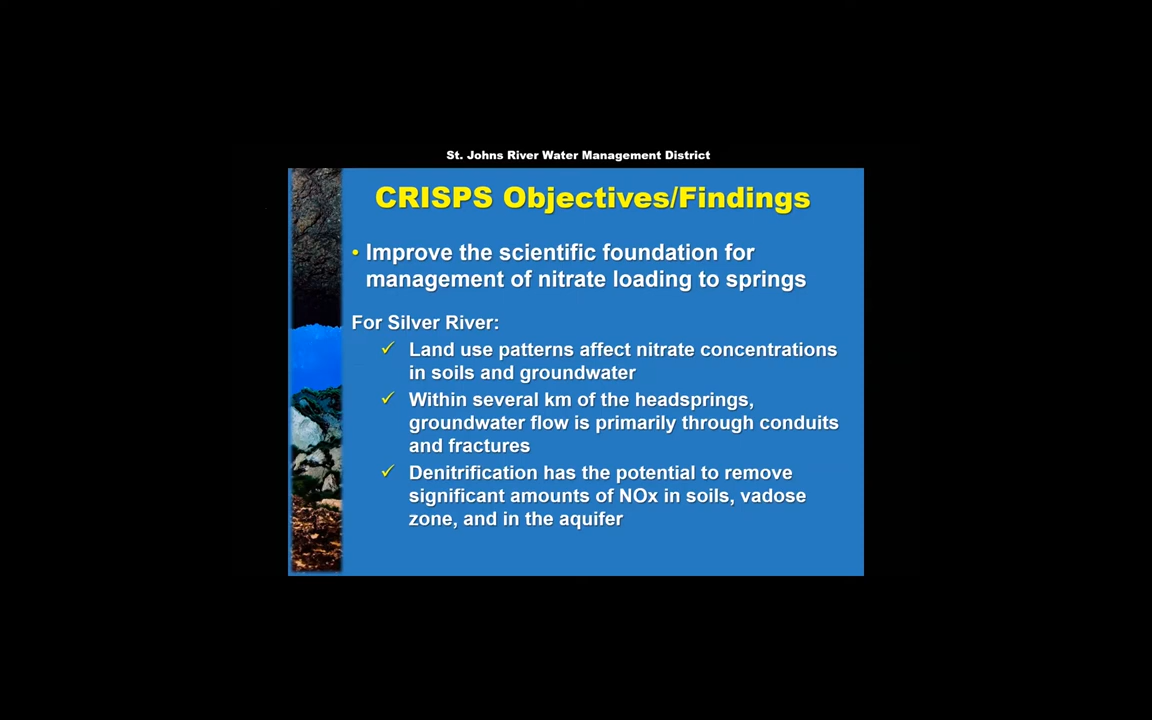 St. Johns River Water Management District
CRISPS Objectives/Findings
• Improve the scientific foundation for
management of nitrate loading to springs
For Silver River:
✓ Land use patterns affect nitrate concentrations
in soils and groundwater
✓ Within several km of the headsprings,
groundwater flow is primarily through conduits
and fractures
✓ Denitrification has the potential to remove
significant amounts of NOx in soils, vadose
zone, and in the aquifer